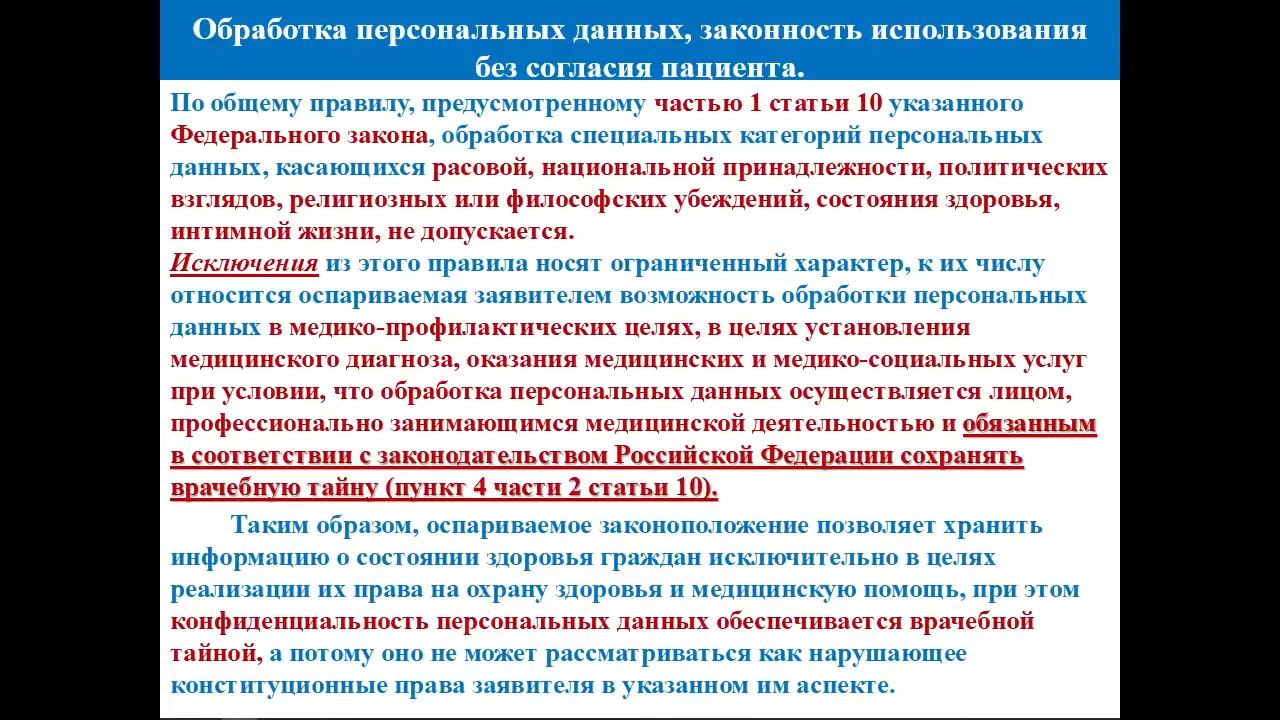 Обработка персональных данных, законность использования
без согласия пациента.
По общему правилу, предусмотренному частью 1 статьи 10 указанного
Федерального закона, обработка специальных категорий персональных
данных, касающихся расовой, национальной принадлежности, политических
взглядов, религиозных или философских убеждений, состояния здоровья,
интимной жизни, не допускается.
Исключения из этого правила носят ограниченный характер, к их числу
относится оспариваемая заявителем возможность обработки персональных
данных в медико-профилактических целях, в целях установления
медицинского диагноза, оказания медицинских и медико-социальных услуг
при условии, что обработка персональных данных осуществляется лицом,
профессионально занимающимся медицинской деятельностью и обязанным
в соответствии с законодательством Российской Федерации сохранять
врачебную тайну (пункт 4 части 2 статьи 10).
Таким образом, оспариваемое законоположение позволяет хранить
информацию о состоянии здоровья граждан исключительно в целях
реализации их права на охрану здоровья и медицинскую помощь, при этом
конфиденциальность персональных данных обеспечивается врачебной
тайной, а потому оно не может рассматриваться как нарушающее
конституционные права заявителя в указанном им аспекте.